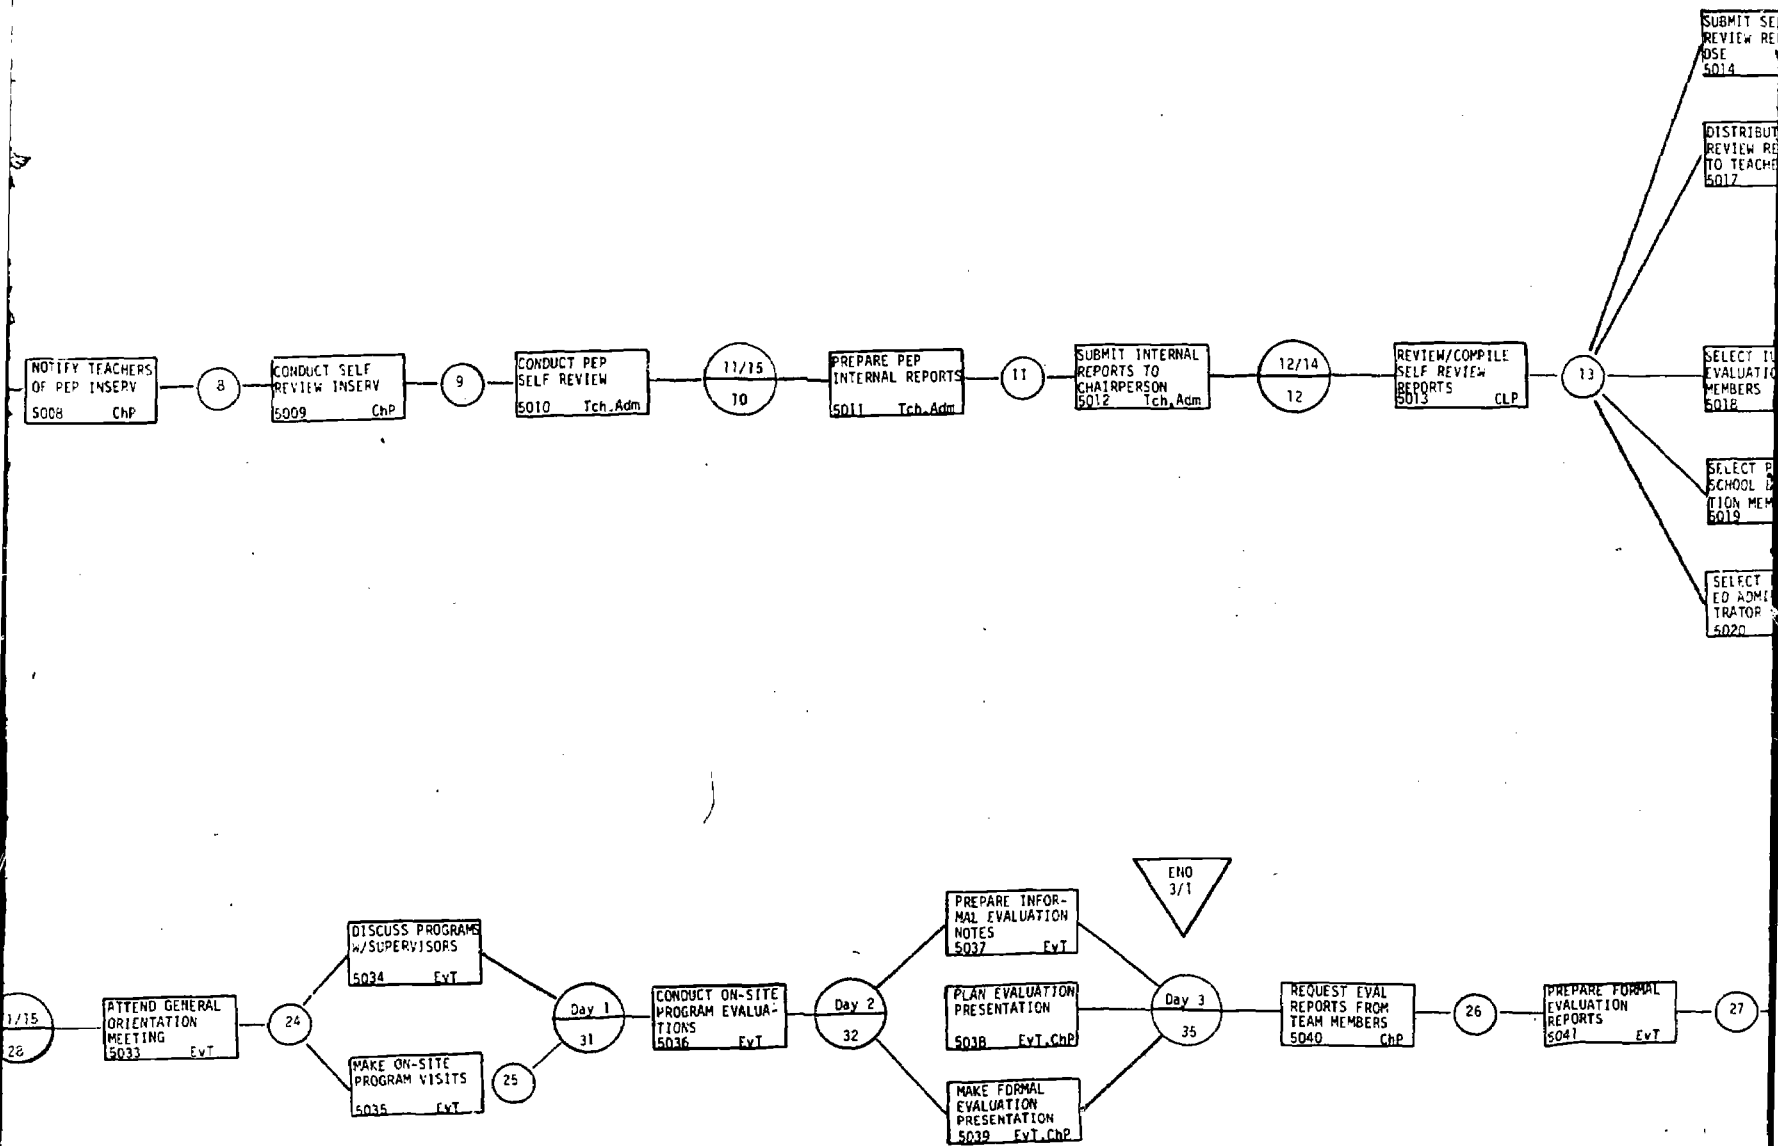 SUBMIT SE
REVIEW RE
DSE
5014
DISTRIBUT
REVIEW RE
TO TEACHE
5017
NOTIFY TEACHERS
OF PEP INSERV
5008 ChP
8
CONDUCT SELF
REVIEW INSERV
5009 ChP
9
CONDUCT PEP
SELF REVIEW
5010 Tch,Adm
11/15
10
PREPARE PEP
INTERNAL REPORTS
5011 Tch,Adm
11
SUBMIT INTERNAL
REPORTS TO
CHAIRPERSON
5012 Tch,Adm
12/14
12
REVIEW/COMPILE
SELF REVIEW
REPORTS
5013 CLP
13
SELECT
EVALUATIO
MEMBERS
5018
SELECT P
SCHOOL
TION MEM
5019
SELECT
ED ADMI
TRATOR
5020
1/15
28
ATTEND GENERAL
ORIENTATION
MEETING
5033 EvT
24
DISCUSS PROGRAMS
W/SUPERVISORS
5034 EvT
MAKE ON-SITE
PROGRAM VISITS
5035 EvT
25
Day 1
31
CONDUCT ON-SITE
PROGRAM EVALUA-
TIONS
5036 EvT
Day 2
32
PREPARE INFOR-
MAL EVALUATION
NOTES
5037 EvT
PLAN EVALUATION
PRESENTATION
5038 EvT,ChP
MAKE FORMAL
EVALUATION
PRESENTATION
5039 EvT,ChP
END
3/1
Day 3
35
REQUEST EVAL
REPORTS FROM
TEAM MEMBERS
5040 ChP
26
PREPARE FORMAL
EVALUATION
REPORTS
5041 EvT
27